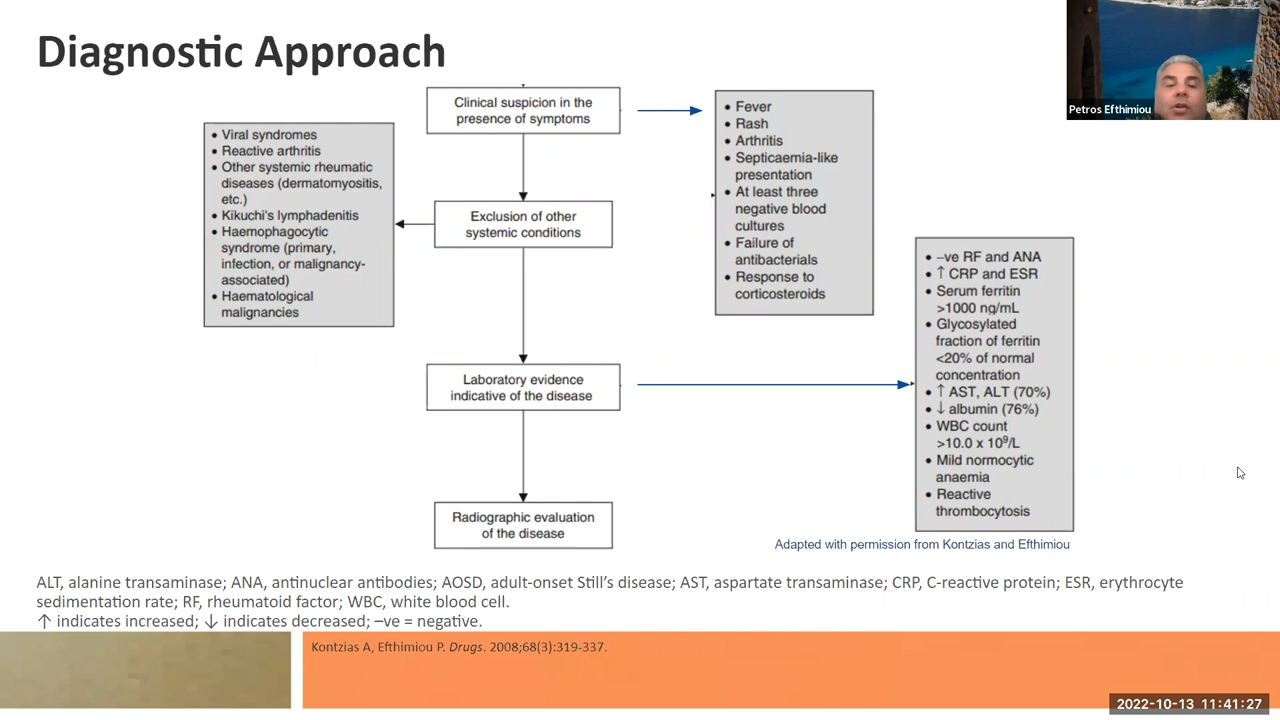 Diagnostic Approach
Petros Efthimiou
Clinical suspicion in the
presence of symptoms
• Fever
• Rash
• Arthritis
• Septicaemia-like
presentation
• At least three
negative blood
cultures
• Failure of
antibacterials
• Response to
corticosteroids
Exclusion of other
systemic conditions
• Viral syndromes
• Reactive arthritis
• Other systemic rheumatic
diseases (dermatomyositis,
etc.)
• Kikuchi's lymphadenitis
• Haemophagocytic
syndrome (primary,
infection, or malignancy-
associated)
• Haematological
malignancies
Laboratory evidence
indicative of the disease
• –ve RF and ANA
• ↑ CRP and ESR
• Serum ferritin
>1000 ng/mL
• Glycosylated
fraction of ferritin
<20% of normal
concentration
• ↑ AST, ALT (70%)
• ↓ albumin (76%)
• WBC count
>10.0 x 10⁹/L
• Mild normocytic
anaemia
• Reactive
thrombocytosis
Radiographic evaluation
of the disease
Adapted with permission from Kontzias and Efthimiou
ALT, alanine transaminase; ANA, antinuclear antibodies; AOSD, adult-onset Still's disease; AST, aspartate transaminase; CRP, C-reactive protein; ESR, erythrocyte
sedimentation rate; RF, rheumatoid factor; WBC, white blood cell.
↑ indicates increased; ↓ indicates decreased; –ve = negative.
Kontzias A, Efthimiou P. Drugs. 2008;68(3):319-337.
2022-10-13 11:41:27